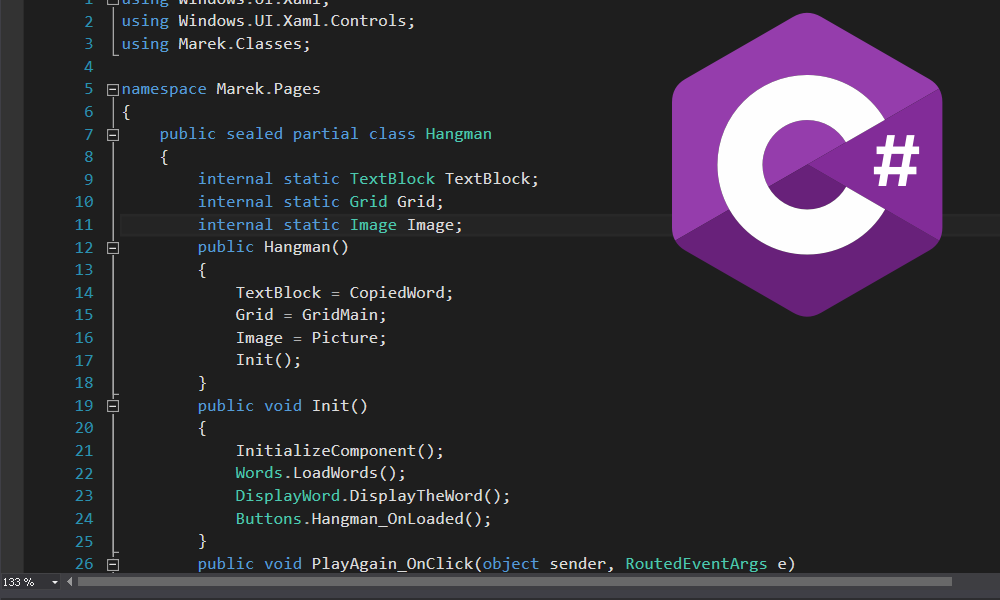 1 using Windows.UI.Xaml;
2 using Windows.UI.Xaml.Controls;
3 using Marek.Classes;
4
5 namespace Marek.Pages
6 {
7 public sealed partial class Hangman
8 {
9 internal static TextBlock TextBlock;
10 internal static Grid Grid;
11 internal static Image Image;
12 public Hangman()
13 {
14 TextBlock = CopiedWord;
15 Grid = GridMain;
16 Image = Picture;
17 Init();
18 }
19 public void Init()
20 {
21 InitializeComponent();
22 Words.LoadWords();
23 DisplayWord.DisplayTheWord();
24 Buttons.Hangman_OnLoaded();
25 }
26 public void PlayAgain_OnClick(object sender, RoutedEventArgs e)
133 %
C#